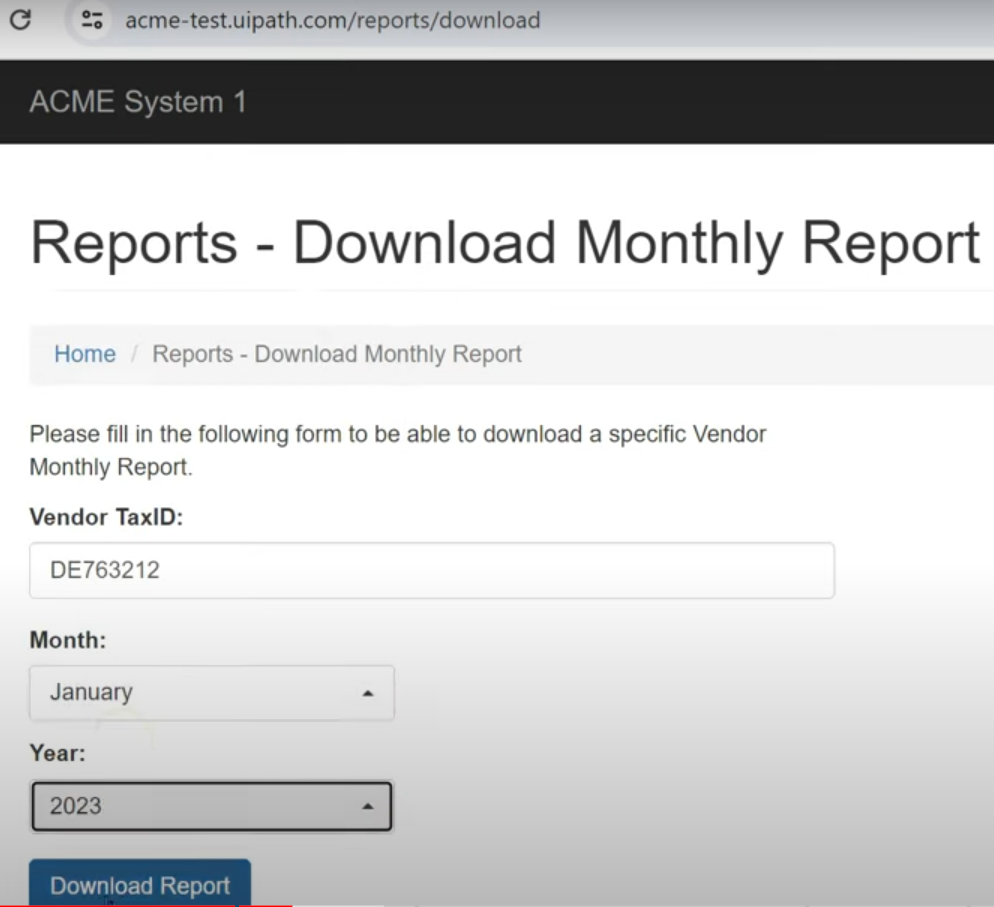 acme-test.uipath.com/reports/download
ACME System 1
Reports - Download Monthly Report
Home / Reports - Download Monthly Report
Please fill in the following form to be able to download a specific Vendor
Monthly Report.
Vendor TaxID:
DE763212
Month:
January
Year:
2023
Download Report